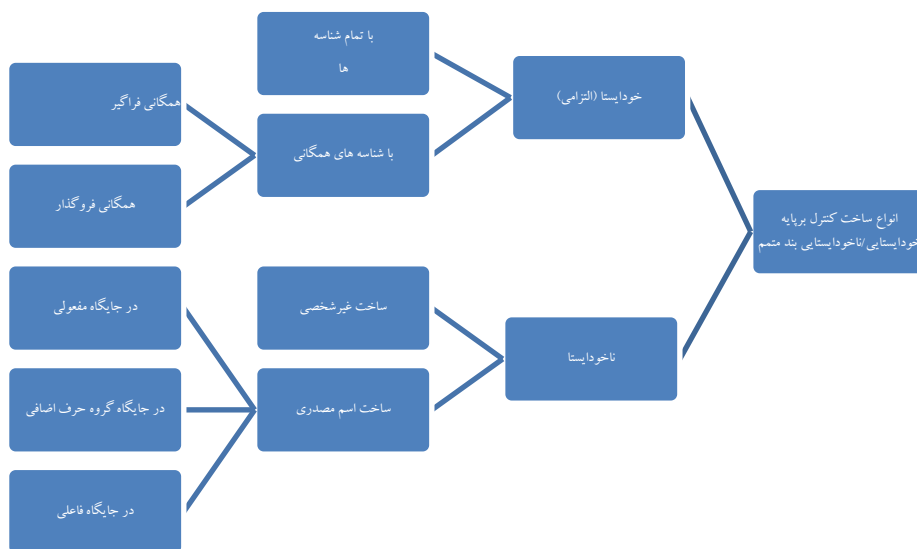 انواع ساخت کنترل برپایه
خودایستایی/ناخودایستایی بند متمم
خودایستا (التزامی)
با تمام شناسه
ها
با شناسه های همگانی
همگانی فراگیر
همگانی فروگذار
ناخودایستا
ساخت غیرشخصی
ساخت اسم مصدری
در جایگاه مفعولی
در جایگاه گروه حرف اضافی
در جایگاه فاعلی